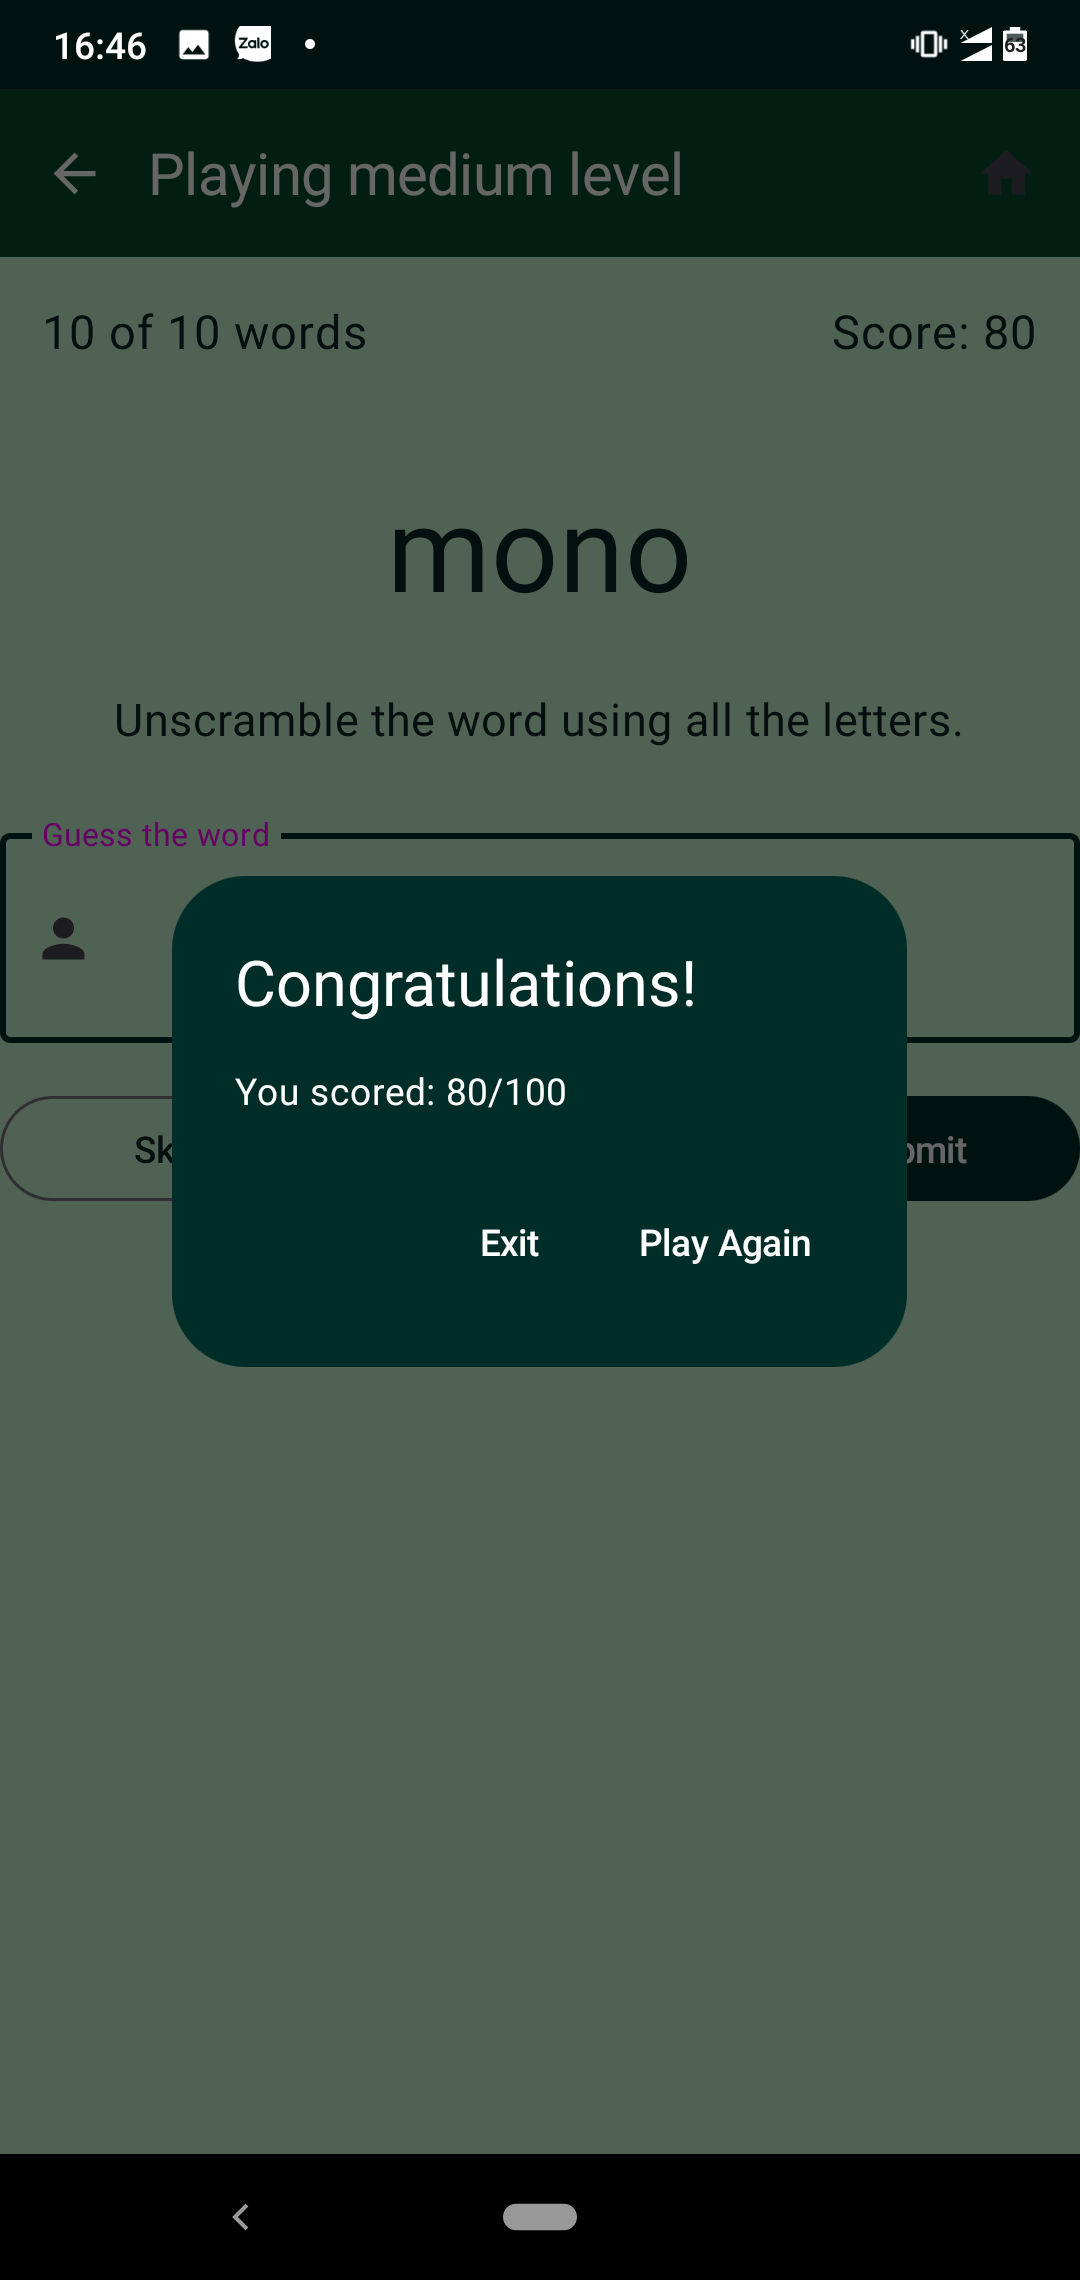 16:46
Zalo
63
Playing medium level
10 of 10 words
Score: 80
mono
Unscramble the word using all the letters.
Guess the word
Congratulations!
You scored: 80/100
Sk
mit
Exit
Play Again